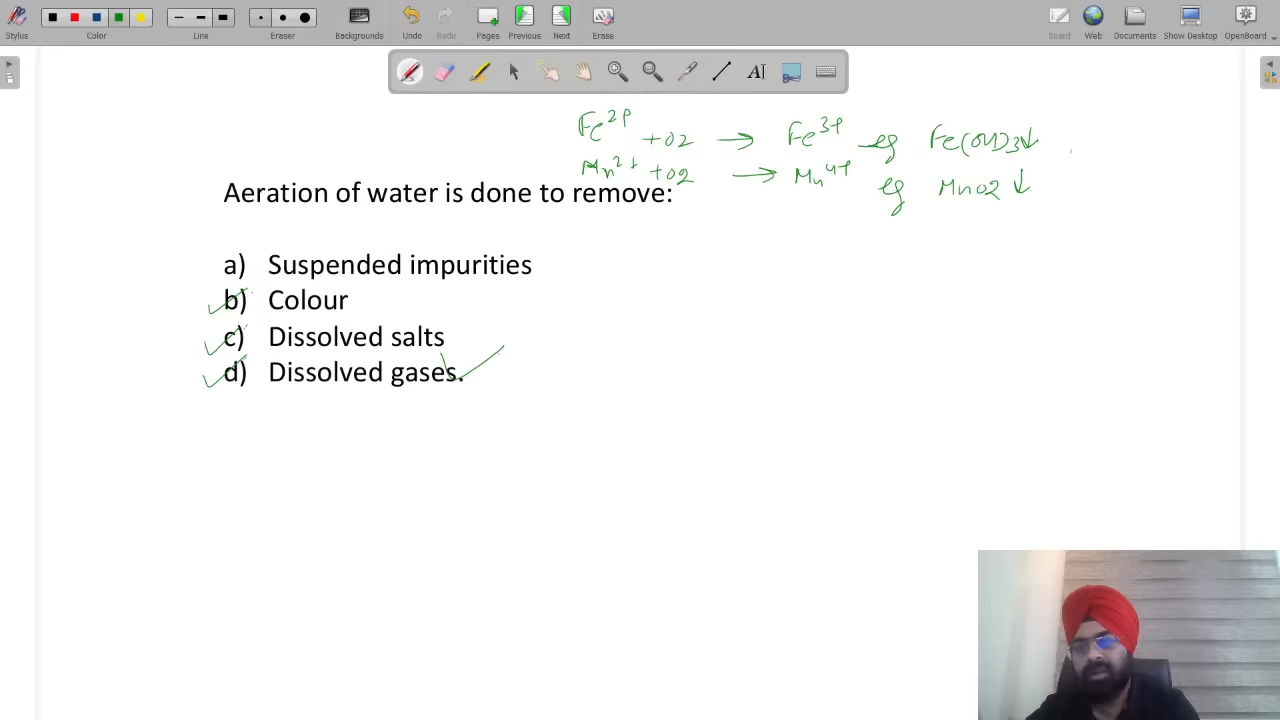 Stylus
Color
Line
Eraser
Backgrounds
Undo
Redo
Pages
Previous
Next
Erase
Board
Web
Documents
Show Desktop
OpenBoard
Fe2+ +O2 → Fe3+ eg Fe(OH)3↓
Mn2+ +O2 → Mn4+ eg MnO2 ↓
Aeration of water is done to remove:
a) Suspended impurities
b) Colour
c) Dissolved salts
d) Dissolved gases.